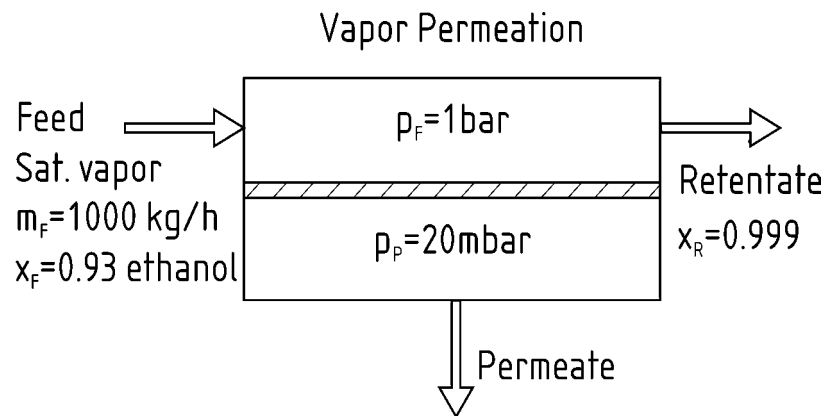 Vapor Permeation
Feed
Sat. vapor
m_F=1000 kg/h
x_F=0.93 ethanol
p_F=1bar
p_P=20mbar
Retentate
x_R=0.999
Permeate